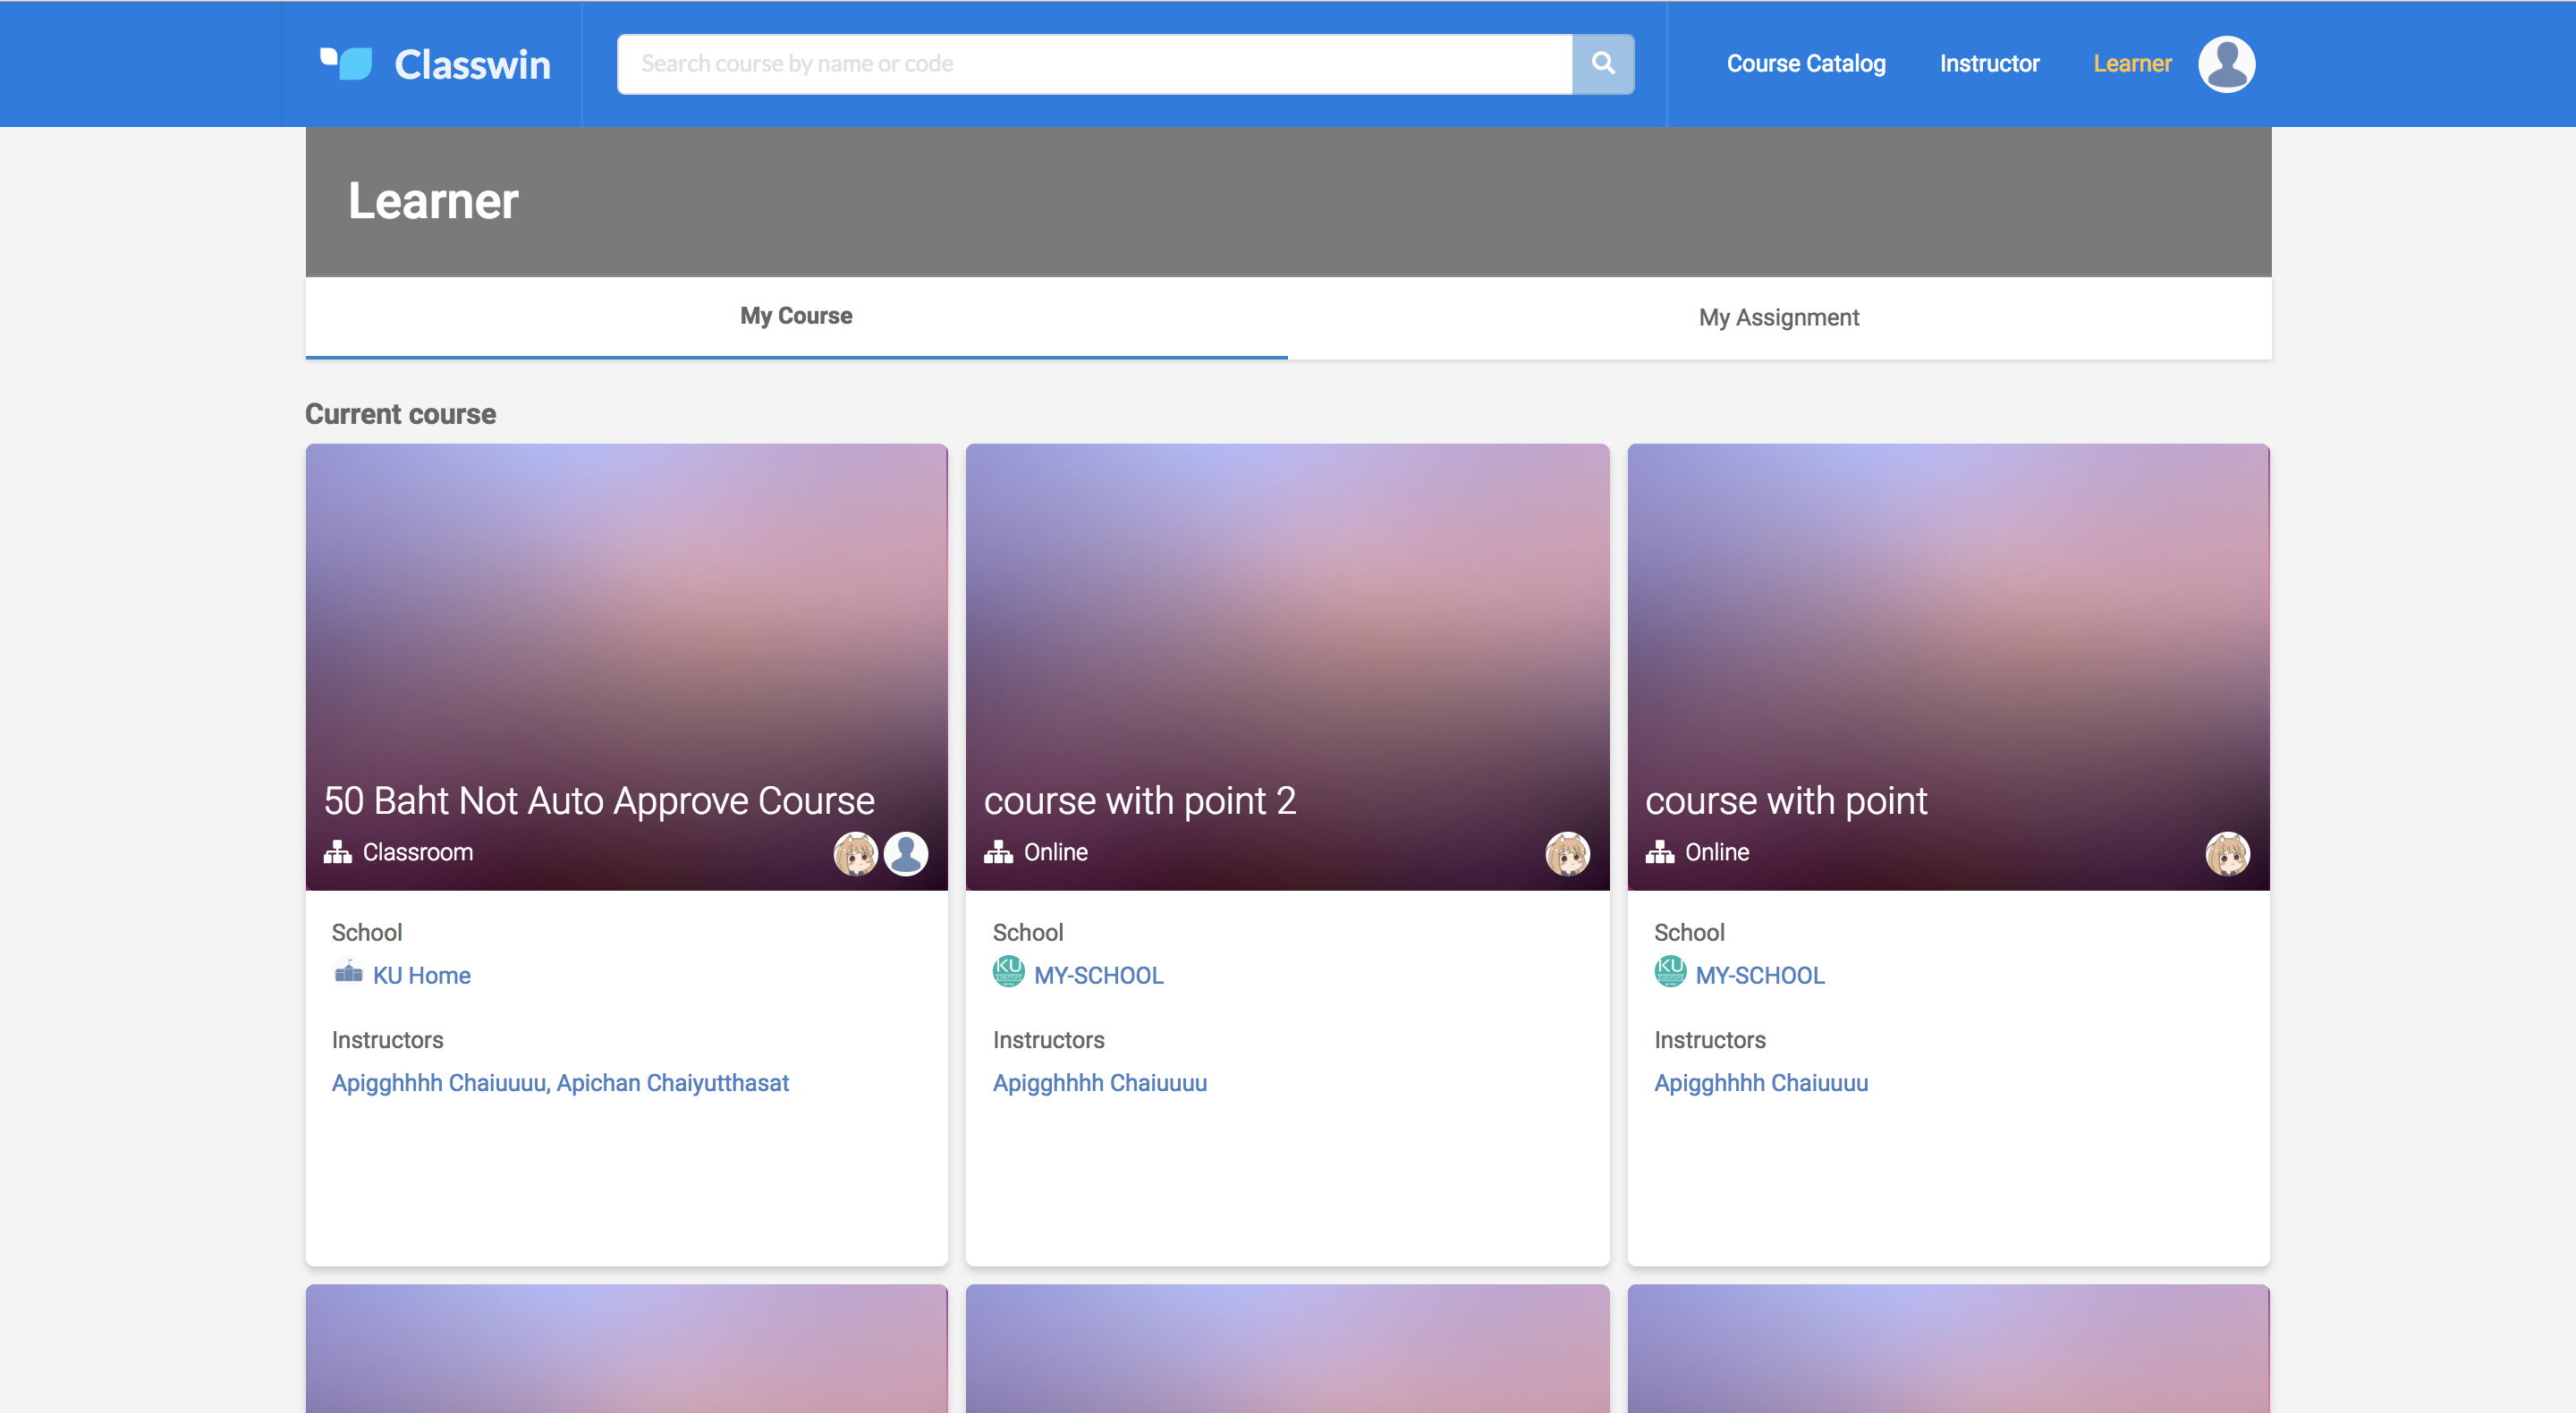 Classwin
Search course by name or code
Course Catalog
Instructor
Learner
Learner
My Course
My Assignment
Current course
50 Baht Not Auto Approve Course
Classroom
School
KU Home
Instructors
Apigghhhh Chaiuuuu, Apichan Chaiyutthasat
course with point 2
Online
School
KU
MY-SCHOOL
Instructors
Apigghhhh Chaiuuuu
course with point
Online
School
KU
MY-SCHOOL
Instructors
Apigghhhh Chaiuuuu